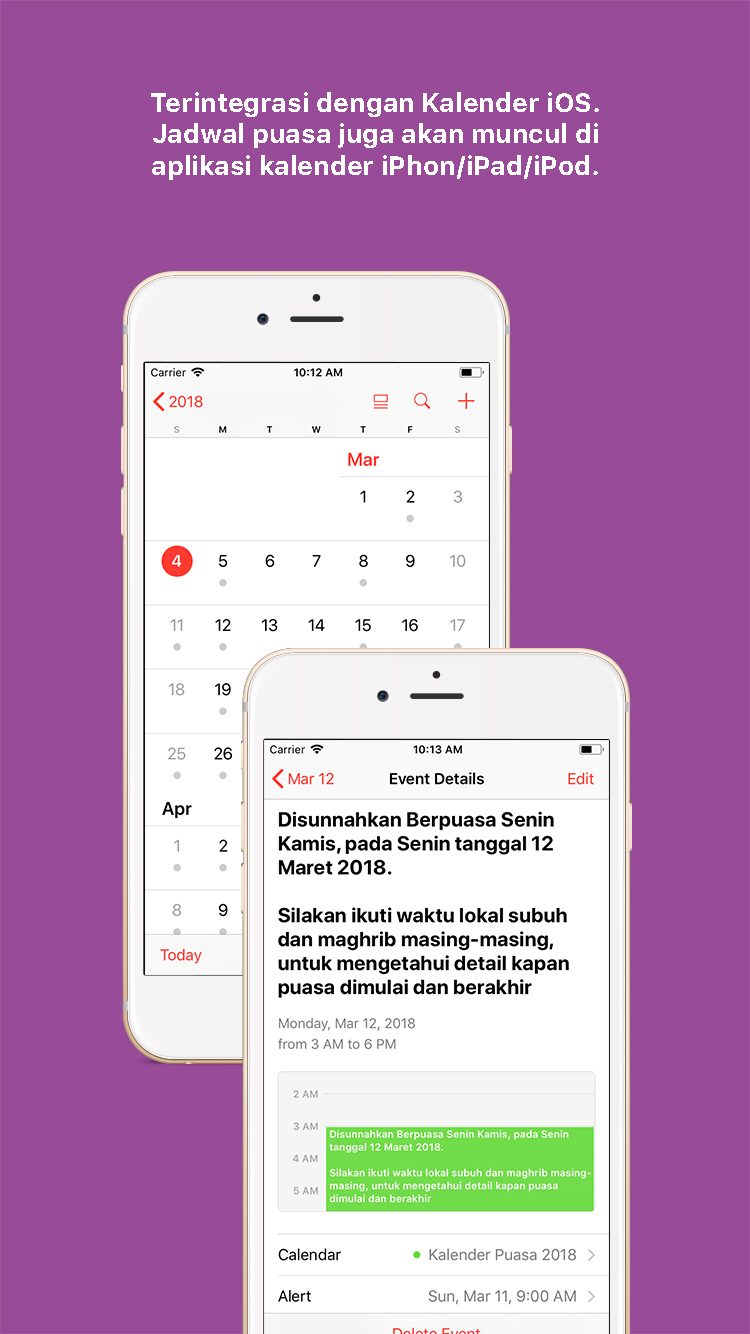 Terintegrasi dengan Kalender iOS.
Jadwal puasa juga akan muncul di
aplikasi kalender iPhon/iPad/iPod.
Carrier 10:12 AM
2018
S M T W T F S
Mar
1 2 3
4 5 6 7 8 9 10
11 12 13 14 15 16 17
18 19
25 26
Apr
1 2
8 9
Today
Carrier 10:13 AM
Mar 12 Event Details Edit
Disunnahkan Berpuasa Senin
Kamis, pada Senin tanggal 12
Maret 2018.
Silakan ikuti waktu lokal subuh
dan maghrib masing-masing,
untuk mengetahui detail kapan
puasa dimulai dan berakhir
Monday, Mar 12, 2018
from 3 AM to 6 PM
2 AM
3 AM
Disunnahkan Berpuasa Senin Kamis, pada Senin
tanggal 12 Maret 2018.
4 AM
Silakan ikuti waktu lokal subuh dan maghrib masing-
masing, untuk mengetahui detail kapan puasa
5 AM
dimulai dan berakhir
Calendar Kalender Puasa 2018
Alert Sun, Mar 11, 9:00 AM
Delete Event